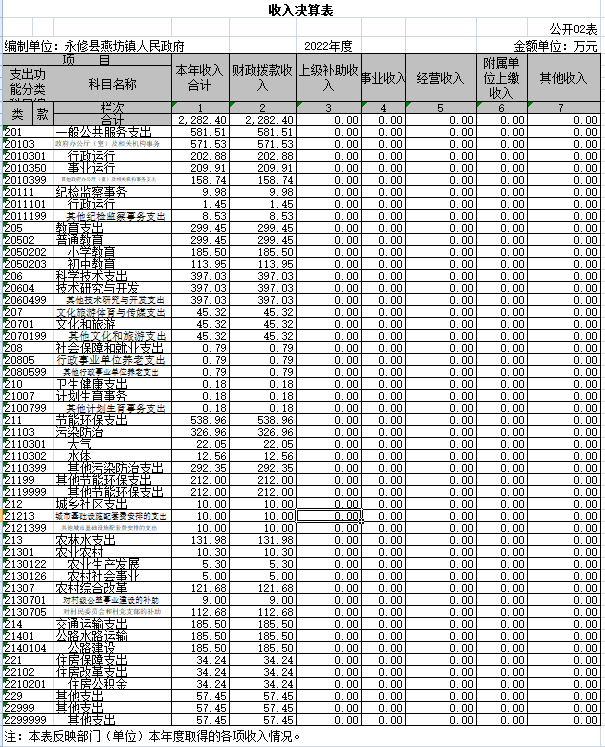 收入决算表
公开02表
编制单位：永修县燕坊镇人民政府 2022年度 金额单位：万元
项 目 本年收入合计 财政拨款收入 上级补助收入 事业收入 经营收入 附属单位上缴收入 其他收入
支出功能分类 科目名称
类 款 栏次 1 2 3 4 5 6 7
合计 2,282.40 2,282.40 0.00 0.00 0.00 0.00 0.00
201 一般公共服务支出 581.51 581.51 0.00 0.00 0.00 0.00 0.00
20103 政府办公厅（室）及相关机构事务 571.53 571.53 0.00 0.00 0.00 0.00 0.00
2010301 行政运行 202.88 202.88 0.00 0.00 0.00 0.00 0.00
2010350 事业运行 209.91 209.91 0.00 0.00 0.00 0.00 0.00
2010399 其他政府办公厅（室）及相关机构事务支出 158.74 158.74 0.00 0.00 0.00 0.00 0.00
20111 纪检监察事务 9.98 9.98 0.00 0.00 0.00 0.00 0.00
2011101 行政运行 1.45 1.45 0.00 0.00 0.00 0.00 0.00
2011199 其他纪检监察事务支出 8.53 8.53 0.00 0.00 0.00 0.00 0.00
205 教育支出 299.45 299.45 0.00 0.00 0.00 0.00 0.00
20502 普通教育 299.45 299.45 0.00 0.00 0.00 0.00 0.00
2050202 小学教育 185.50 185.50 0.00 0.00 0.00 0.00 0.00
2050203 初中教育 113.95 113.95 0.00 0.00 0.00 0.00 0.00
206 科学技术支出 397.03 397.03 0.00 0.00 0.00 0.00 0.00
20604 技术研究与开发 397.03 397.03 0.00 0.00 0.00 0.00 0.00
2060499 其他技术研究与开发支出 397.03 397.03 0.00 0.00 0.00 0.00 0.00
207 文化旅游体育与传媒支出 45.32 45.32 0.00 0.00 0.00 0.00 0.00
20701 文化和旅游 45.32 45.32 0.00 0.00 0.00 0.00 0.00
2070199 其他文化和旅游支出 45.32 45.32 0.00 0.00 0.00 0.00 0.00
208 社会保障和就业支出 0.79 0.79 0.00 0.00 0.00 0.00 0.00
20805 行政事业单位养老支出 0.79 0.79 0.00 0.00 0.00 0.00 0.00
2080599 其他行政事业单位养老支出 0.79 0.79 0.00 0.00 0.00 0.00 0.00
210 卫生健康支出 0.18 0.18 0.00 0.00 0.00 0.00 0.00
21007 计划生育事务 0.18 0.18 0.00 0.00 0.00 0.00 0.00
2100799 其他计划生育事务支出 0.18 0.18 0.00 0.00 0.00 0.00 0.00
211 节能环保支出 538.96 538.96 0.00 0.00 0.00 0.00 0.00
21103 污染防治 326.96 326.96 0.00 0.00 0.00 0.00 0.00
2110301 大气 22.05 22.05 0.00 0.00 0.00 0.00 0.00
2110302 水体 12.56 12.56 0.00 0.00 0.00 0.00 0.00
2110399 其他污染防治支出 292.35 292.35 0.00 0.00 0.00 0.00 0.00
21199 其他节能环保支出 212.00 212.00 0.00 0.00 0.00 0.00 0.00
2119999 其他节能环保支出 212.00 212.00 0.00 0.00 0.00 0.00 0.00
212 城乡社区支出 10.00 10.00 0.00 0.00 0.00 0.00 0.00
21213 城市基础设施配套费安排的支出 10.00 10.00 0.00 0.00 0.00 0.00 0.00
2121399 其他城市基础设施配套费安排的支出 10.00 10.00 0.00 0.00 0.00 0.00 0.00
213 农林水支出 131.98 131.98 0.00 0.00 0.00 0.00 0.00
21301 农业农村 10.30 10.30 0.00 0.00 0.00 0.00 0.00
2130122 农业生产发展 5.30 5.30 0.00 0.00 0.00 0.00 0.00
2130126 农村社会事业 5.00 5.00 0.00 0.00 0.00 0.00 0.00
21307 农村综合改革 121.68 121.68 0.00 0.00 0.00 0.00 0.00
2130701 对村级公益事业建设的补助 9.00 9.00 0.00 0.00 0.00 0.00 0.00
2130705 对村民委员会和村党支部的补助 112.68 112.68 0.00 0.00 0.00 0.00 0.00
214 交通运输支出 185.50 185.50 0.00 0.00 0.00 0.00 0.00
21401 公路水路运输 185.50 185.50 0.00 0.00 0.00 0.00 0.00
2140104 公路建设 185.50 185.50 0.00 0.00 0.00 0.00 0.00
221 住房保障支出 34.24 34.24 0.00 0.00 0.00 0.00 0.00
22102 住房改革支出 34.24 34.24 0.00 0.00 0.00 0.00 0.00
2210201 住房公积金 34.24 34.24 0.00 0.00 0.00 0.00 0.00
229 其他支出 57.45 57.45 0.00 0.00 0.00 0.00 0.00
22999 其他支出 57.45 57.45 0.00 0.00 0.00 0.00 0.00
2299999 其他支出 57.45 57.45 0.00 0.00 0.00 0.00 0.00
注：本表反映部门（单位）本年度取得的各项收入情况。